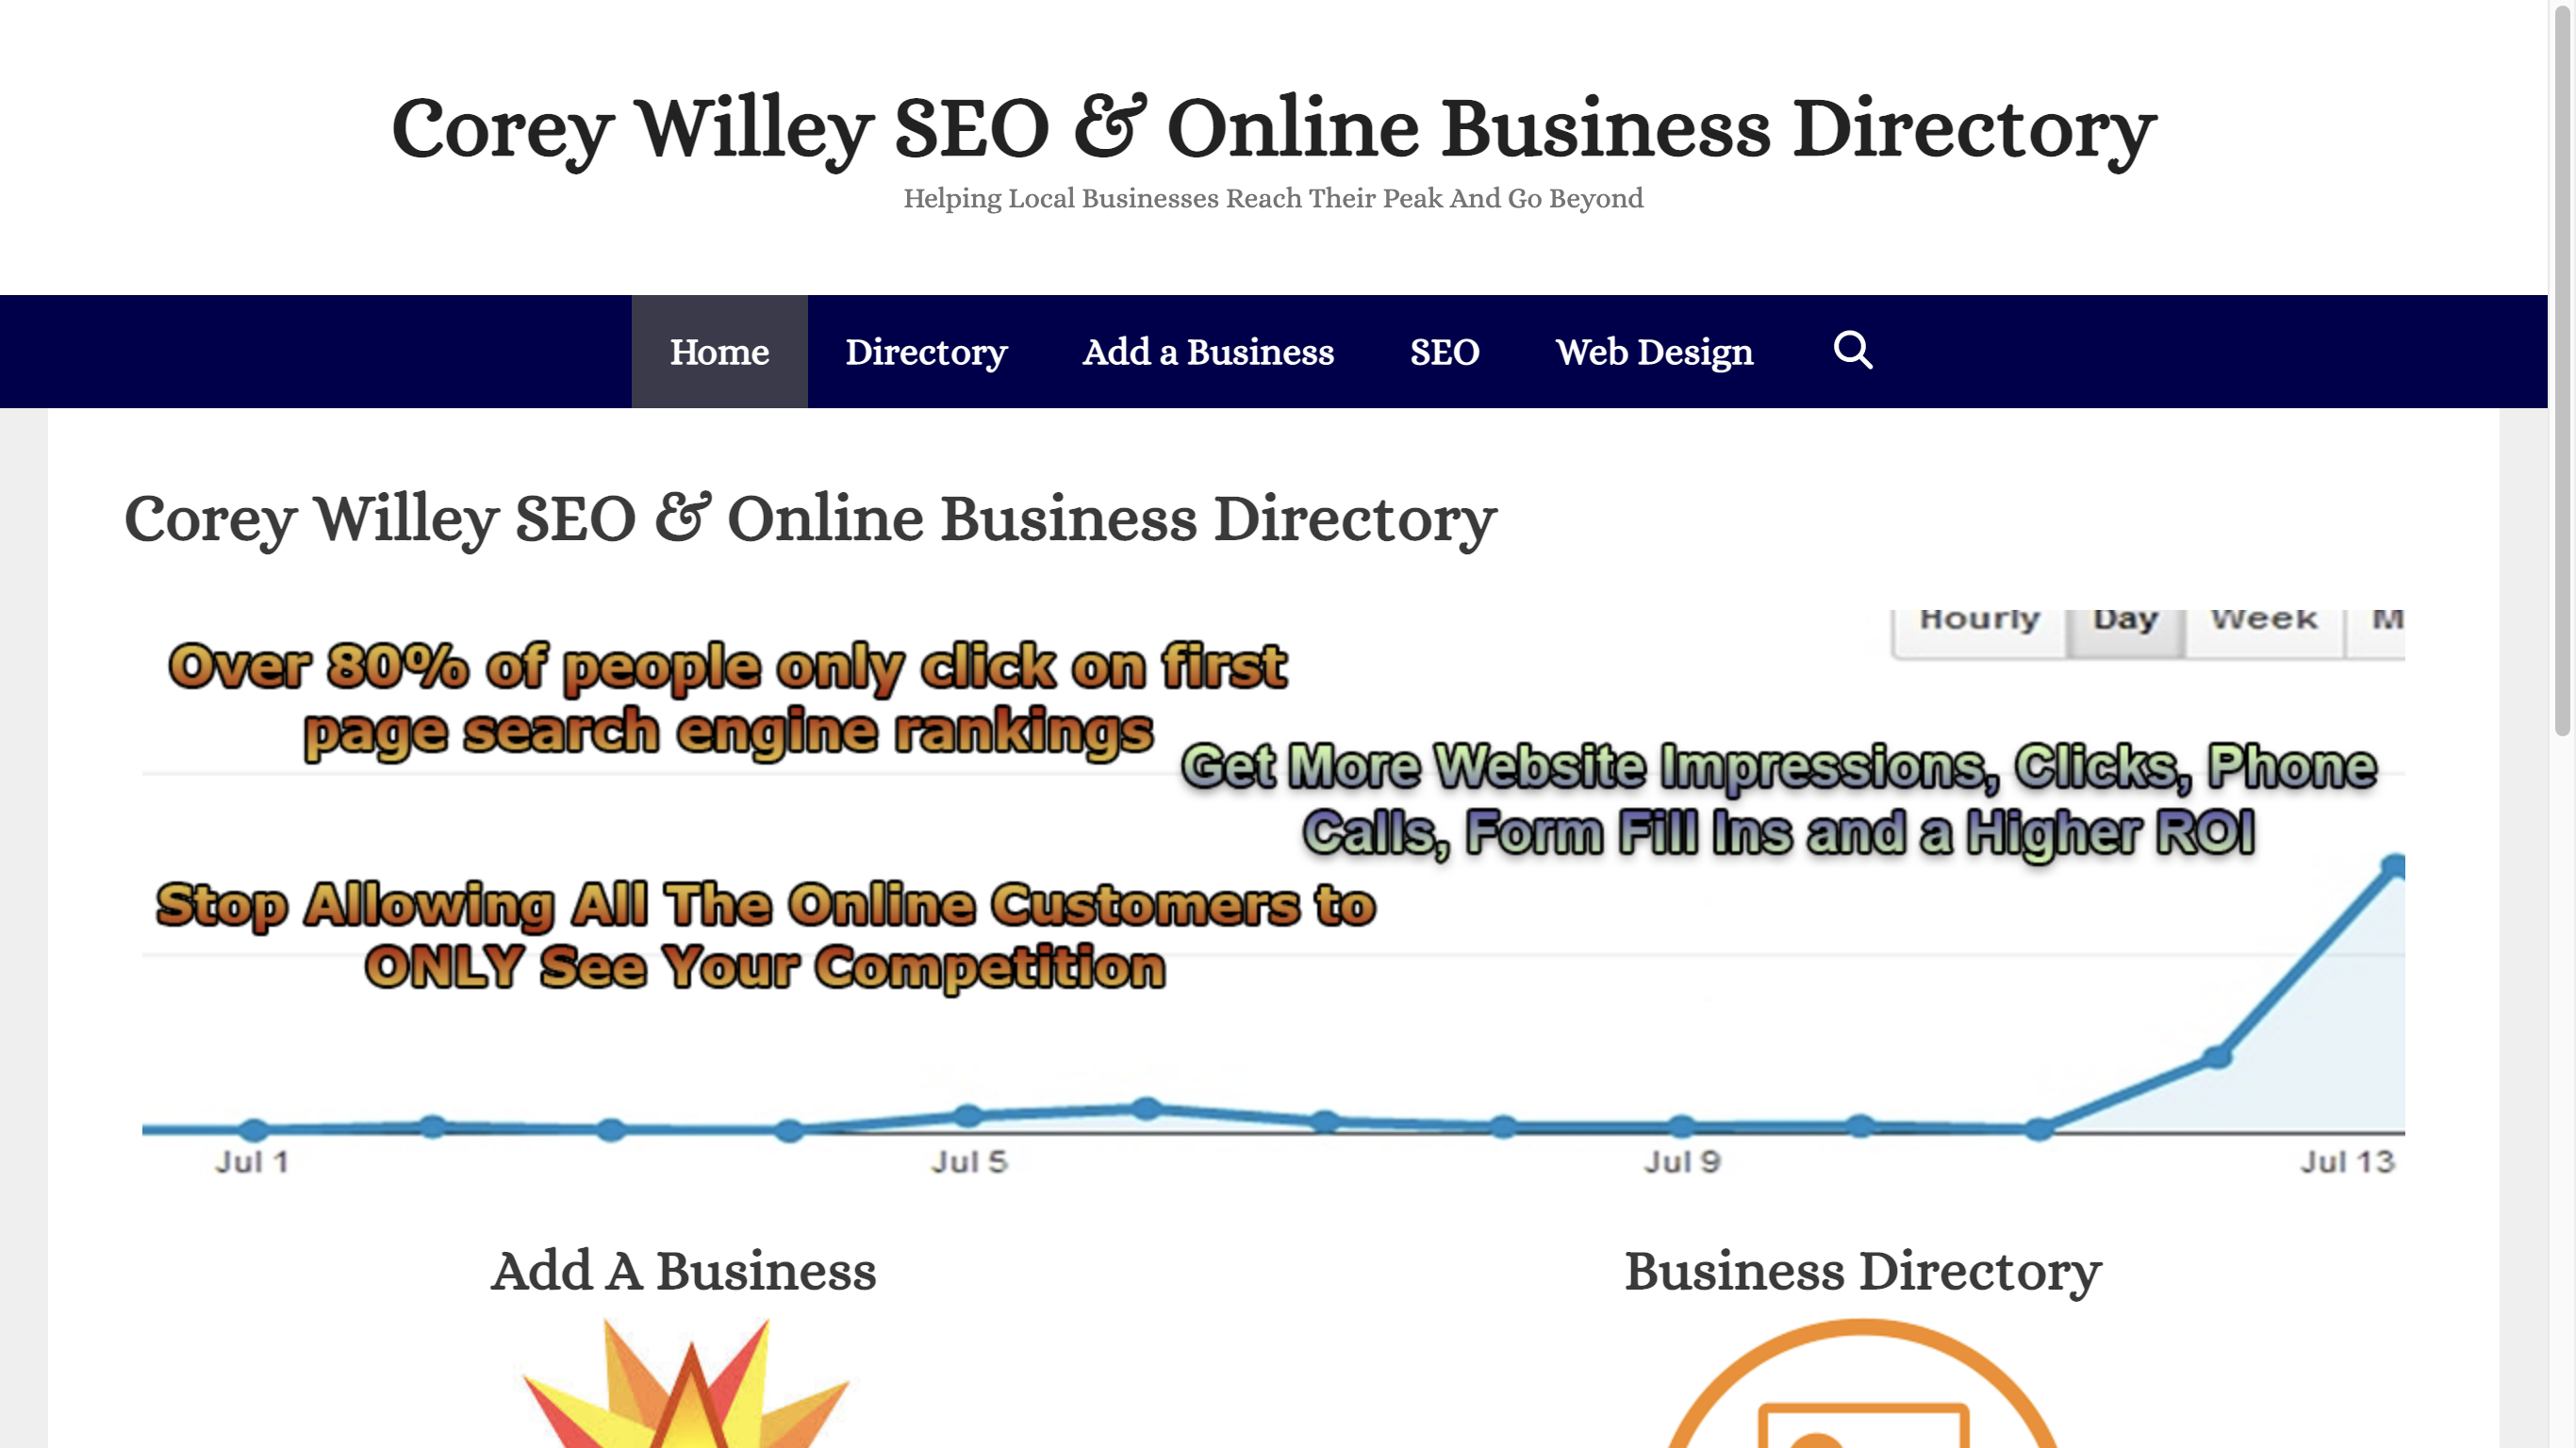 Corey Willey SEO & Online Business Directory
Helping Local Businesses Reach Their Peak And Go Beyond
Home Directory Add a Business SEO Web Design
Corey Willey SEO & Online Business Directory
Hourly Day Week M
Over 80% of people only click on first
page search engine rankings
Get More Website Impressions, Clicks, Phone
Calls, Form Fill Ins and a Higher ROI
Stop Allowing All The Online Customers to
ONLY See Your Competition
Jul 1 Jul 5 Jul 9 Jul 13
Add A Business
Business Directory